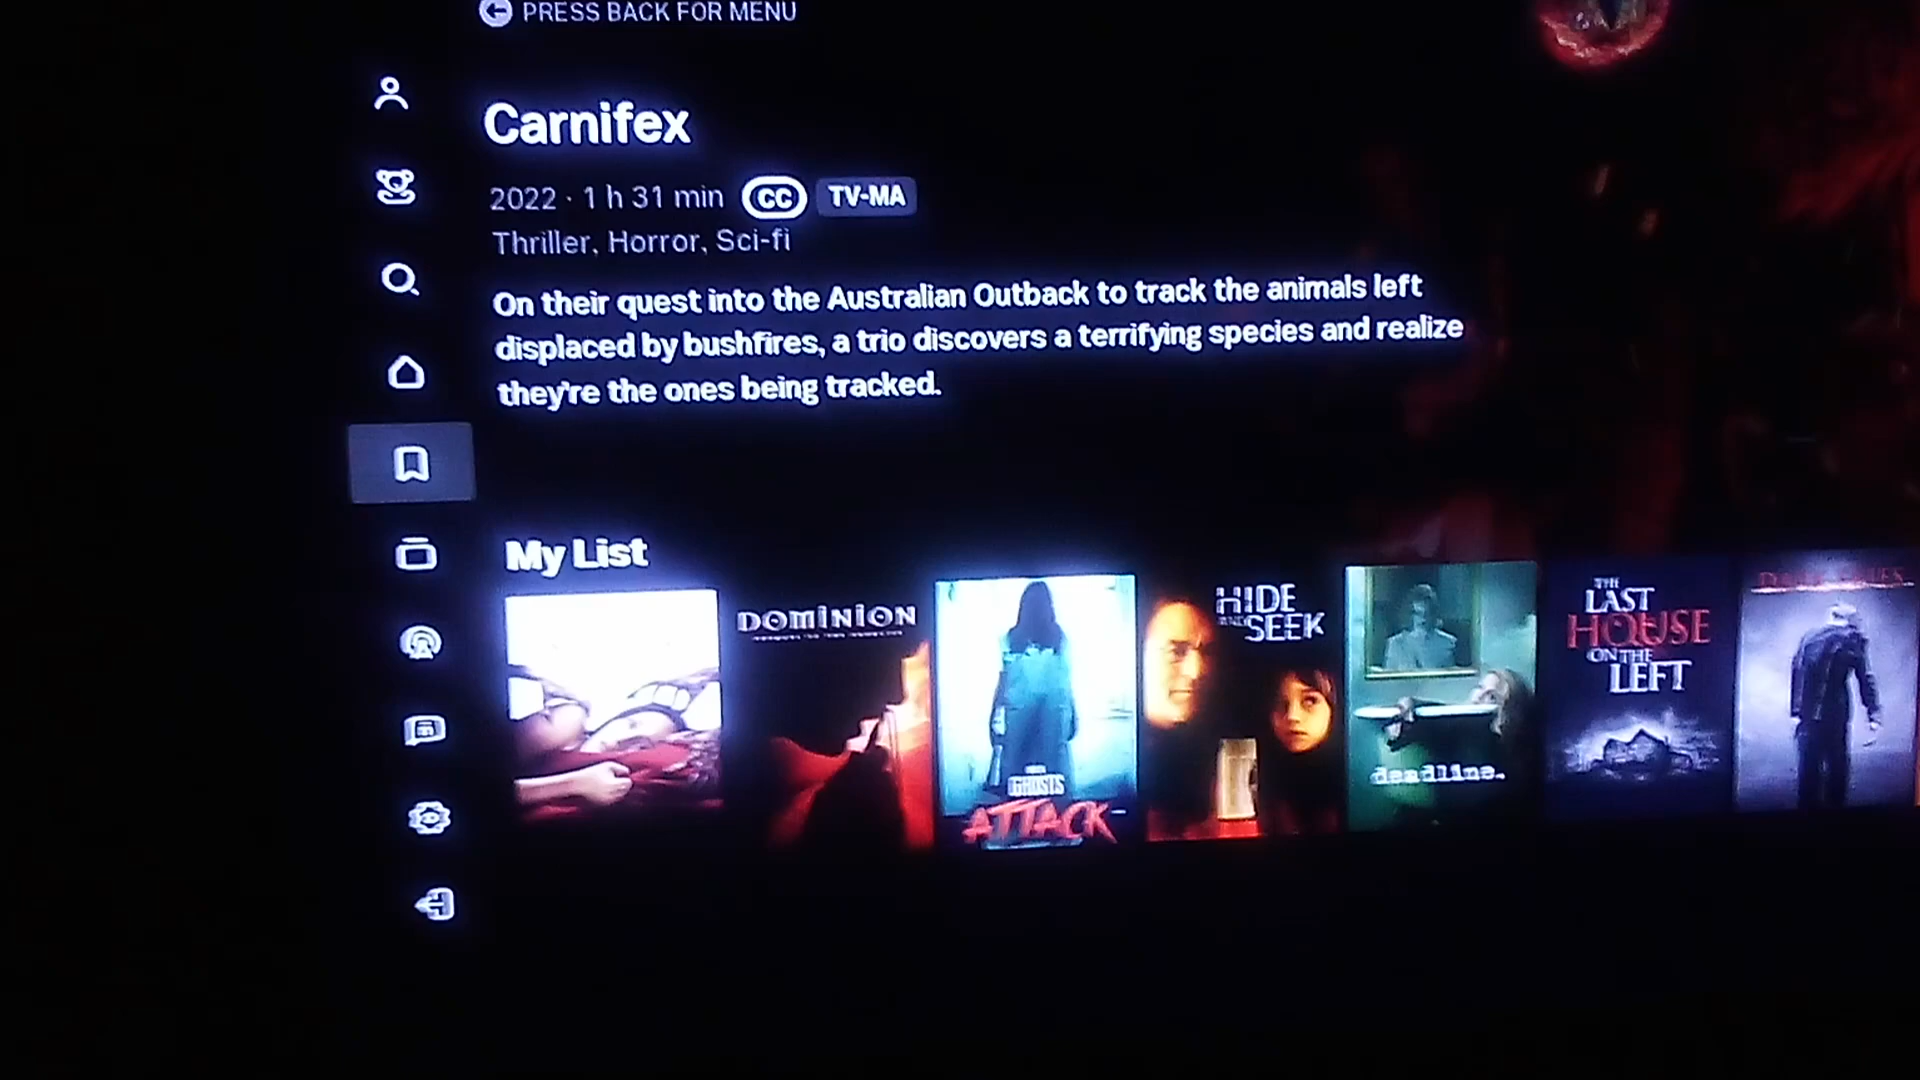 PRESS BACK FOR MENU
Carnifex
2022 · 1 h 31 min CC TV-MA
Thriller, Horror, Sci-fi
On their quest into the Australian Outback to track the animals left
displaced by bushfires, a trio discovers a terrifying species and realize
they're the ones being tracked.
My List
DOMINION
GHOSTS
ATTACK
HIDE
AND SEEK
deadline.
THE
LAST
HOUSE
ON THE
LEFT